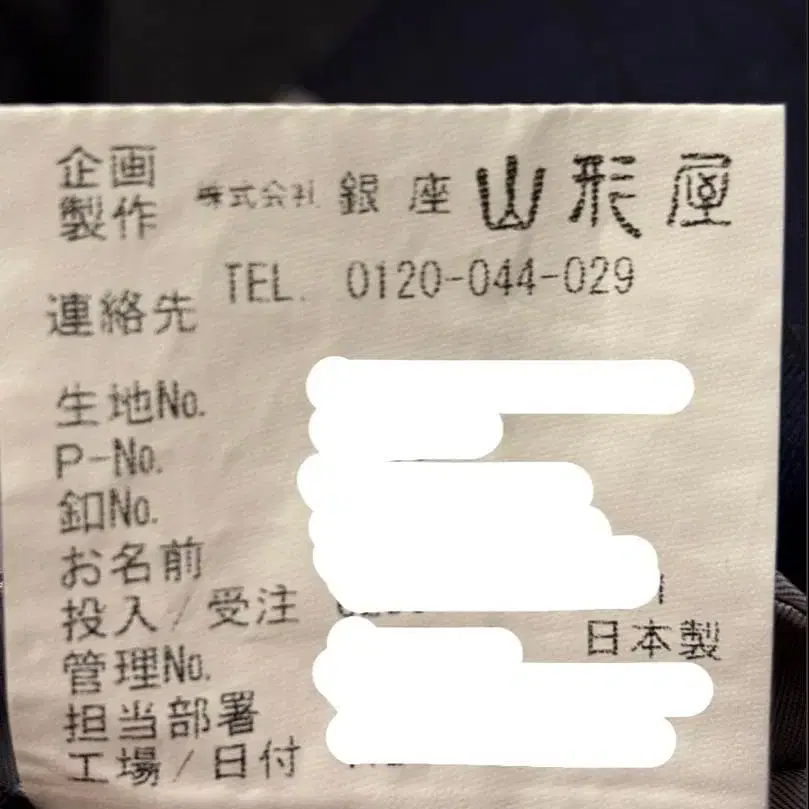 企画
製作 株式会社 銀座 山形屋
連絡先 TEL. 0120-044-029
生地No.
P-No.
釦No.
お名前
投入/受注
日本製
管理No.
担当部署
工場/日付